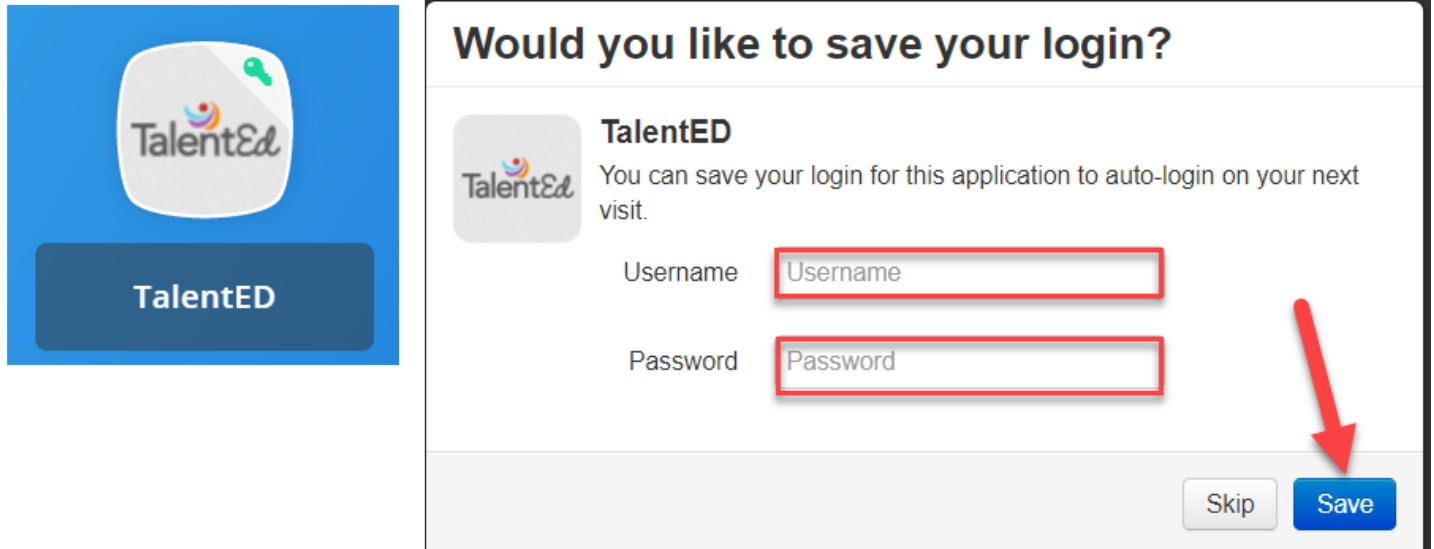 TalentEd
TalentED
Would you like to save your login?
TalentEd
TalentED
You can save your login for this application to auto-login on your next
visit.
Username Username
Password Password
Skip Save